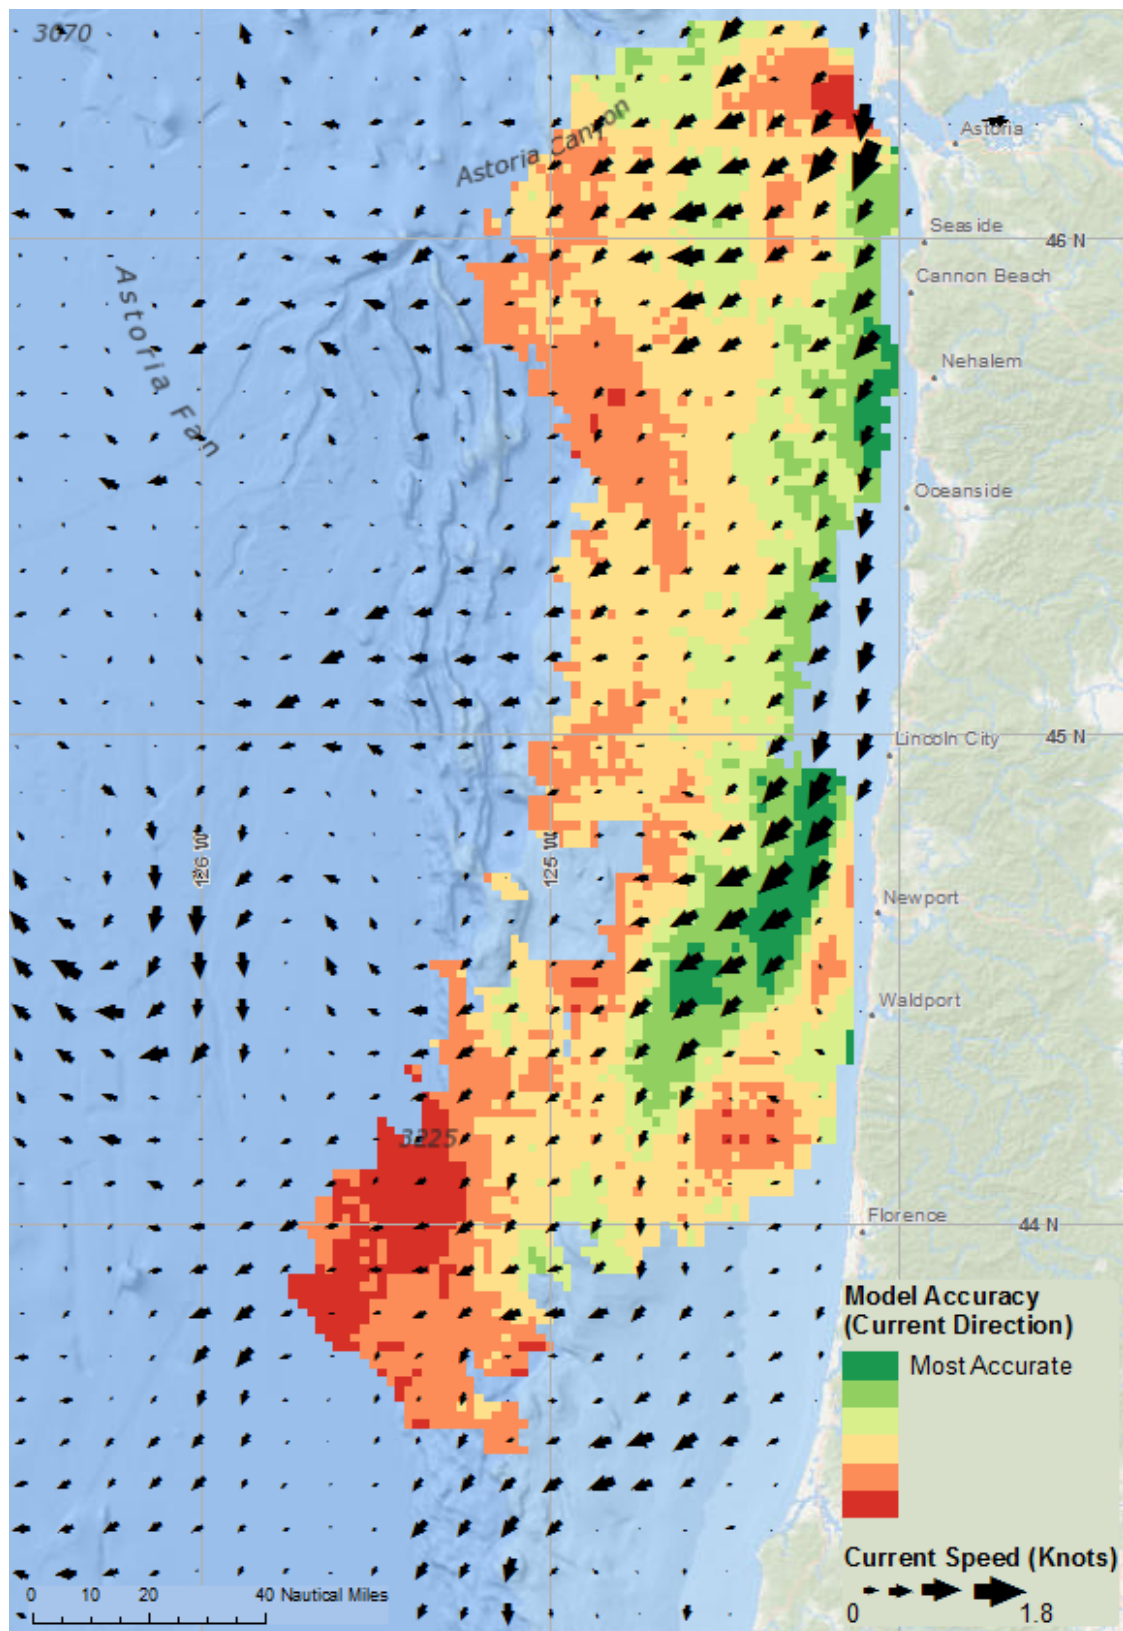 3070
Astoria Canyon
Astoria
Seaside
46 N
Cannon Beach
Astoria Fan
Nehalem
Oceanside
Lincoln City
45 N
126 W
125 W
Newport
Waldport
3225
Florence
44 N
Model Accuracy
(Current Direction)
Most Accurate
Current Speed (Knots)
0 1.8
0 10 20 40 Nautical Miles